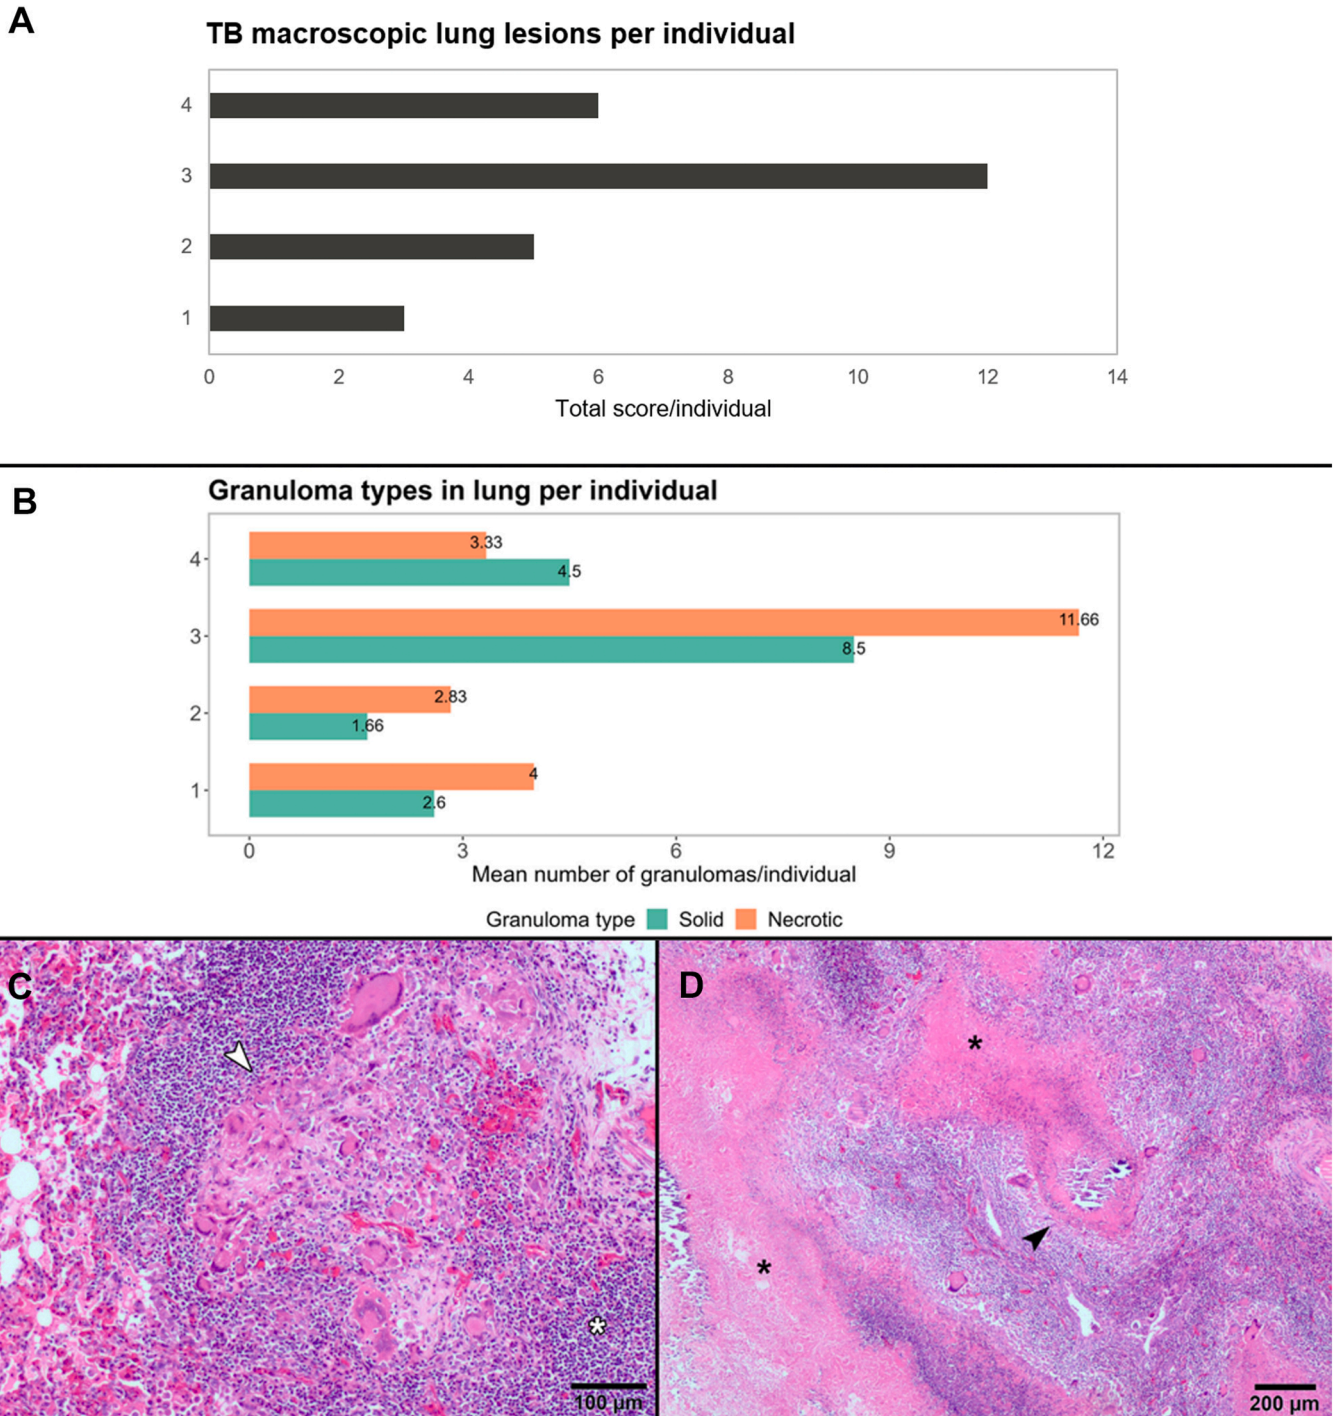 A
TB macroscopic lung lesions per individual
4
3
2
1
0 2 4 6 8 10 12 14
Total score/individual
B
Granuloma types in lung per individual
3.33
4
4.5
11.66
3
8.5
2.83
2
1.66
4
1
2.6
0 3 6 9 12
Mean number of granulomas/individual
Granuloma type Solid Necrotic
C
*
100 µm
D
*
*
200 µm